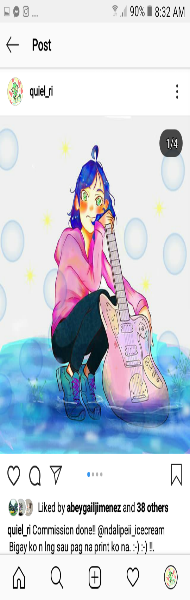 90% 8:32 AM
Post
quiel_ri
1/4
Liked by abeygailjimenez and 38 others
quiel_ri Commission done!! @ndalipeii_icecream
Bigay ko n lng sau pag na print ko na. :-) :-) !!.